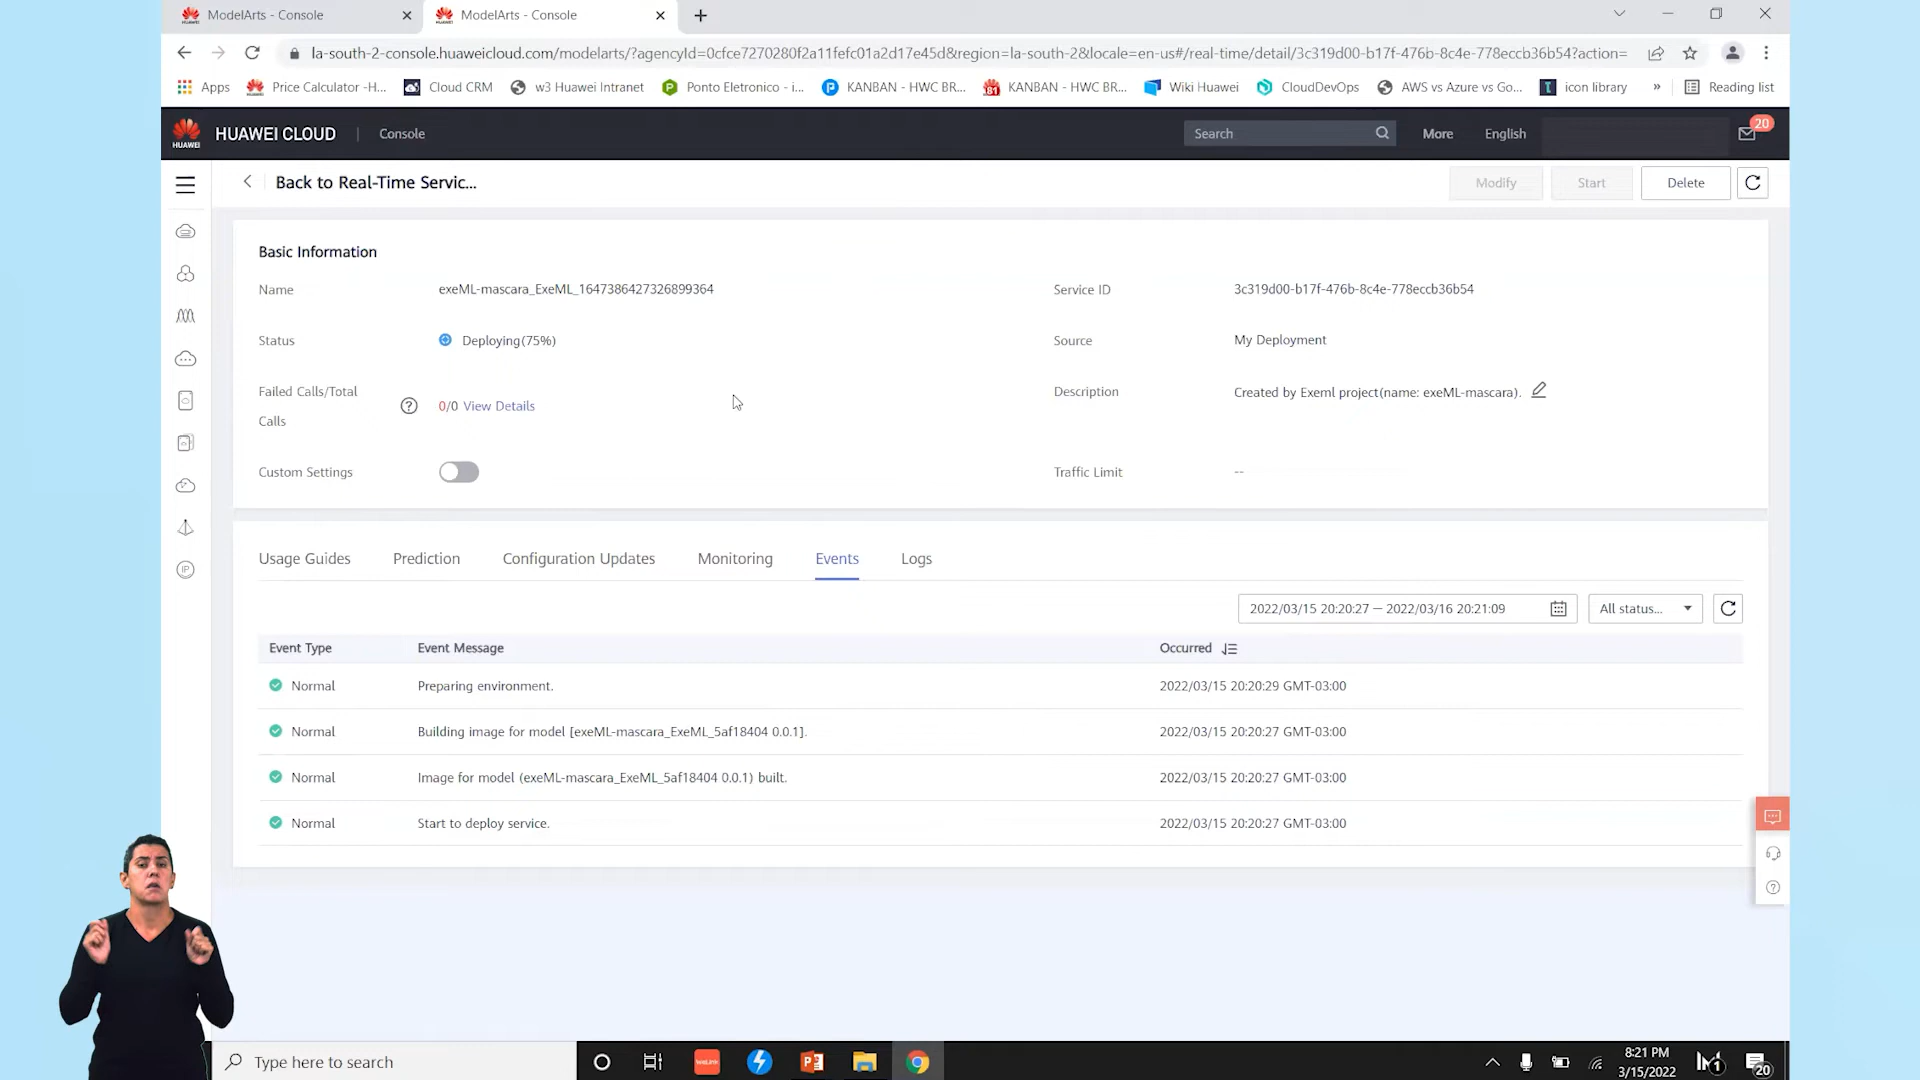 ModelArts - Console
ModelArts - Console
la-south-2-console.huaweicloud.com/modelarts/?agencyId=0cfce7270280f2a11fefc01a2d17e45d&region=la-south-2&locale=en-us#/real-time/detail/3c319d00-b17f-476b-8c4e-778eccb36b54?action=
Apps Price Calculator -H... Cloud CRM w3 Huawei Intranet Ponto Eletronico - i... KANBAN - HWC BR... KANBAN - HWC BR... Wiki Huawei CloudDevOps AWS vs Azure vs Go... icon library » Reading list
HUAWEI HUAWEI CLOUD | Console Search More English 20
Back to Real-Time Servic... Modify Start Delete
Basic Information
Name exeML-mascara_ExeML_1647386427326899364 Service ID 3c319d00-b17f-476b-8c4e-778eccb36b54
Status Deploying(75%) Source My Deployment
Failed Calls/Total Calls 0/0 View Details Description Created by Exeml project(name: exeML-mascara).
Custom Settings Traffic Limit --
Usage Guides Prediction Configuration Updates Monitoring Events Logs
2022/03/15 20:20:27 — 2022/03/16 20:21:09 All status...
Event Type Event Message Occurred
Normal Preparing environment. 2022/03/15 20:20:29 GMT-03:00
Normal Building image for model [exeML-mascara_ExeML_5af18404 0.0.1]. 2022/03/15 20:20:27 GMT-03:00
Normal Image for model (exeML-mascara_ExeML_5af18404 0.0.1) built. 2022/03/15 20:20:27 GMT-03:00
Normal Start to deploy service. 2022/03/15 20:20:27 GMT-03:00
Type here to search
8:21 PM
3/15/2022
1
20